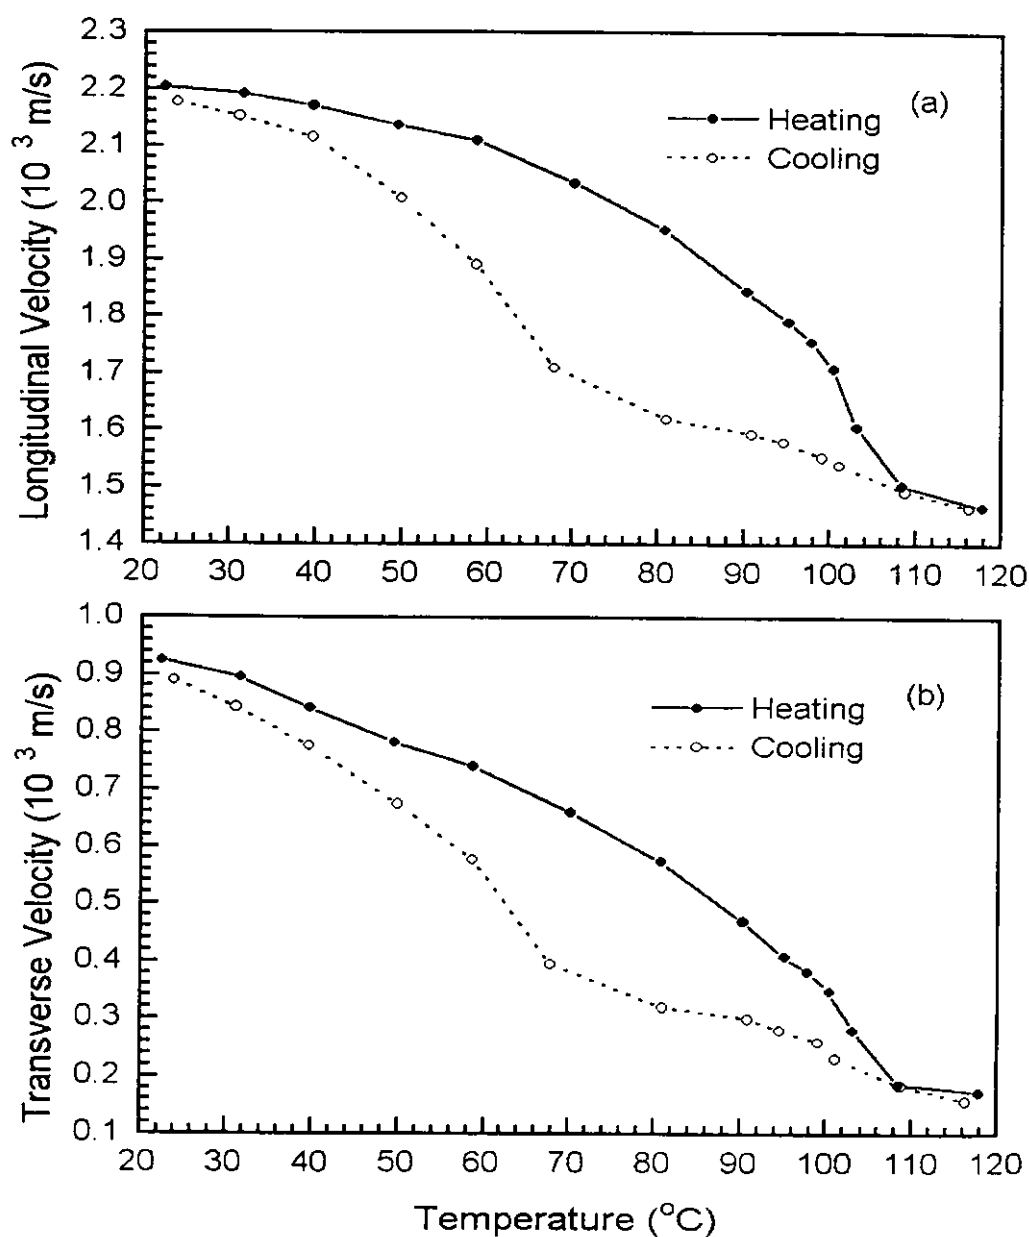 2.3
2.2
2.1
2.0
1.9
1.8
1.7
1.6
1.5
1.4
Longitudinal Velocity (10 3 m/s)
(a)
Heating
Cooling
20 30 40 50 60 70 80 90 100 110 120
1.0
0.9
0.8
0.7
0.6
0.5
0.4
0.3
0.2
0.1
Transverse Velocity (10 3 m/s)
(b)
Heating
Cooling
20 30 40 50 60 70 80 90 100 110 120
Temperature (°C)